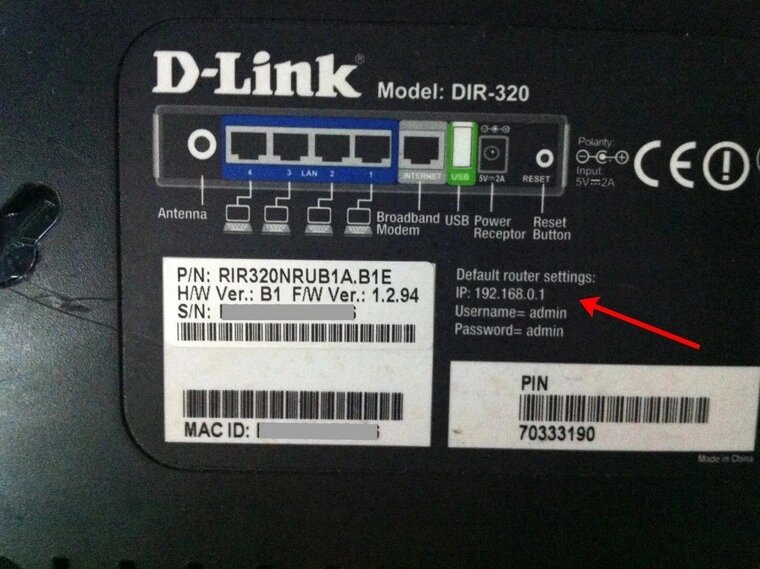 D-Link®
Model: DIR-320
4 3 LAN 2 1
INTERNET
USB
5V⎓2A
RESET
Polarity:
Input:
5V⎓2A
CE
Antenna
Broadband
Modem
USB
Power
Receptor
Reset
Button
P/N: RIR320NRUB1A.B1E
H/W Ver.: B1 F/W Ver.: 1.2.94
S/N:
MAC ID:
Default router settings:
IP: 192.168.0.1
Username= admin
Password= admin
PIN
70333190
Made in China